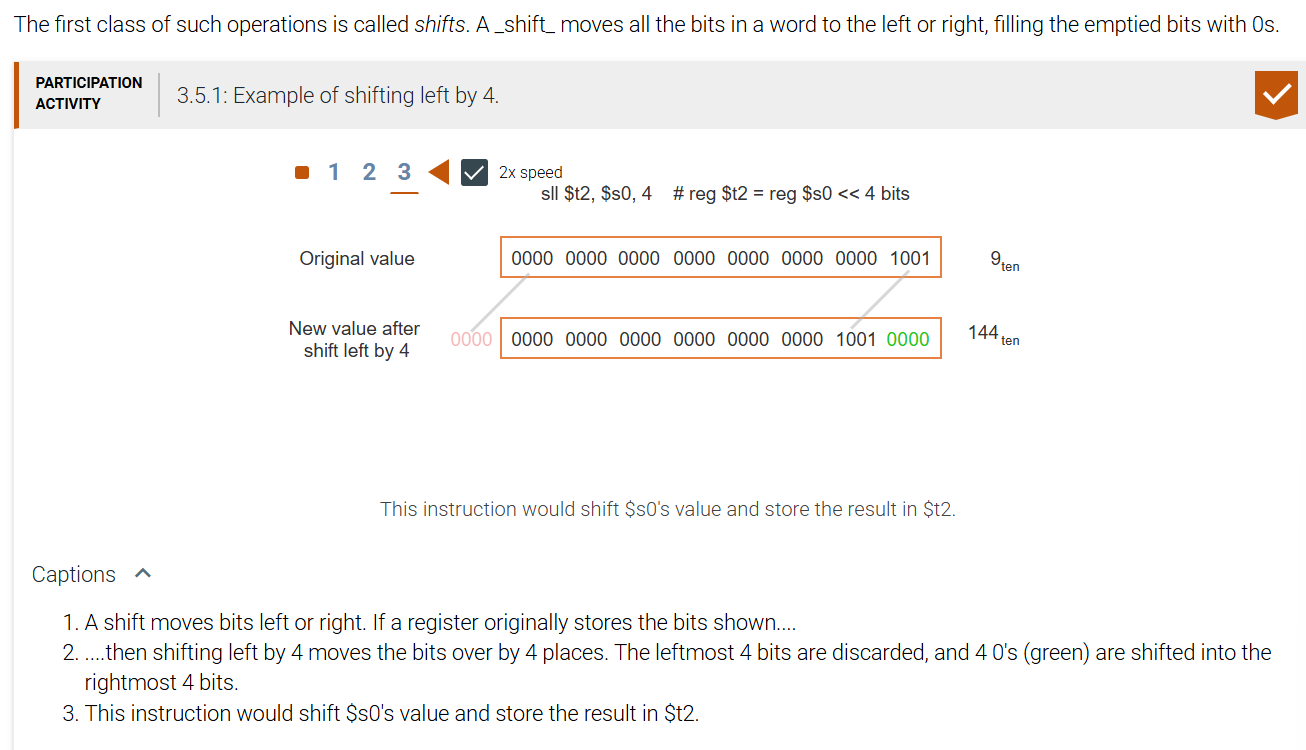 The first class of such operations is called shifts. A _shift_ moves all the bits in a word to the left or right, filling the emptied bits with 0s.
PARTICIPATION
ACTIVITY
3.5.1: Example of shifting left by 4.
1 2 3 2x speed
sll $t2, $s0, 4 # reg $t2 = reg $s0 << 4 bits
Original value 0000 0000 0000 0000 0000 0000 0000 1001 9ten
New value after
shift left by 4
0000 0000 0000 0000 0000 0000 0000 1001 0000 144ten
This instruction would shift $s0's value and store the result in $t2.
Captions
1. A shift moves bits left or right. If a register originally stores the bits shown....
2. ....then shifting left by 4 moves the bits over by 4 places. The leftmost 4 bits are discarded, and 4 0's (green) are shifted into the
rightmost 4 bits.
3. This instruction would shift $s0's value and store the result in $t2.